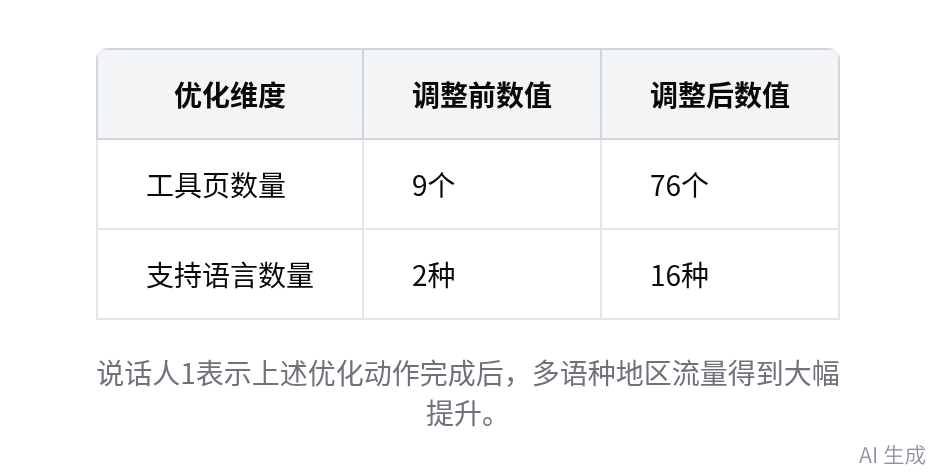 优化维度 调整前数值 调整后数值
工具页数量 9个 76个
支持语言数量 2种 16种
说话人1表示上述优化动作完成后，多语种地区流量得到大幅
提升。
AI 生成